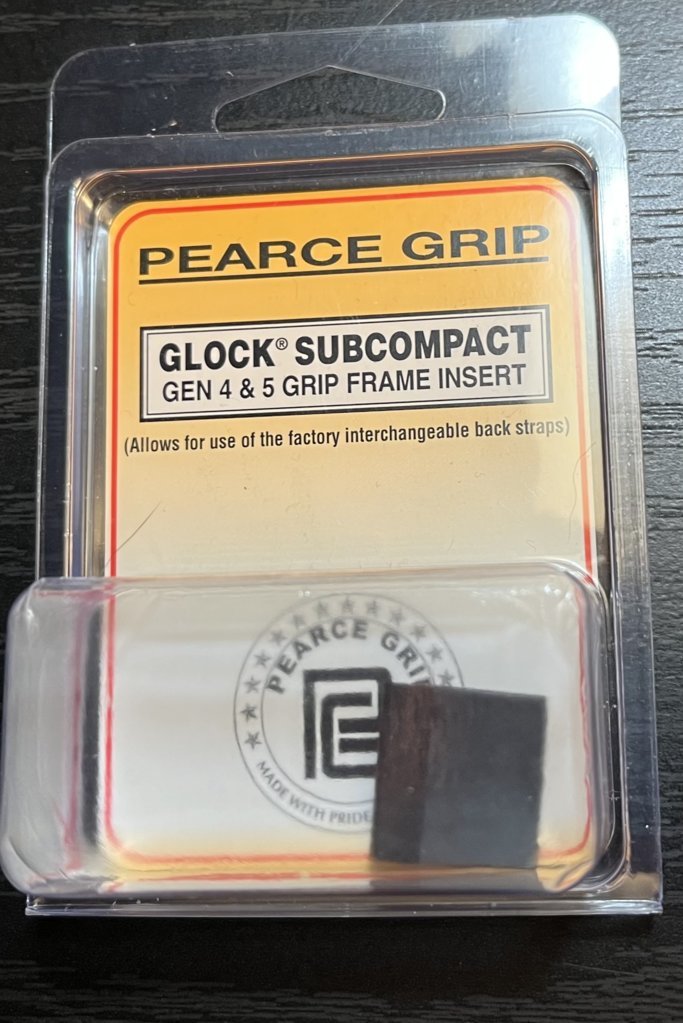 PEARCE GRIP
GLOCK® SUBCOMPACT
GEN 4 & 5 GRIP FRAME INSERT
(Allows for use of the factory interchangeable back straps)
PEARCE GRIP
MADE WITH PRIDE